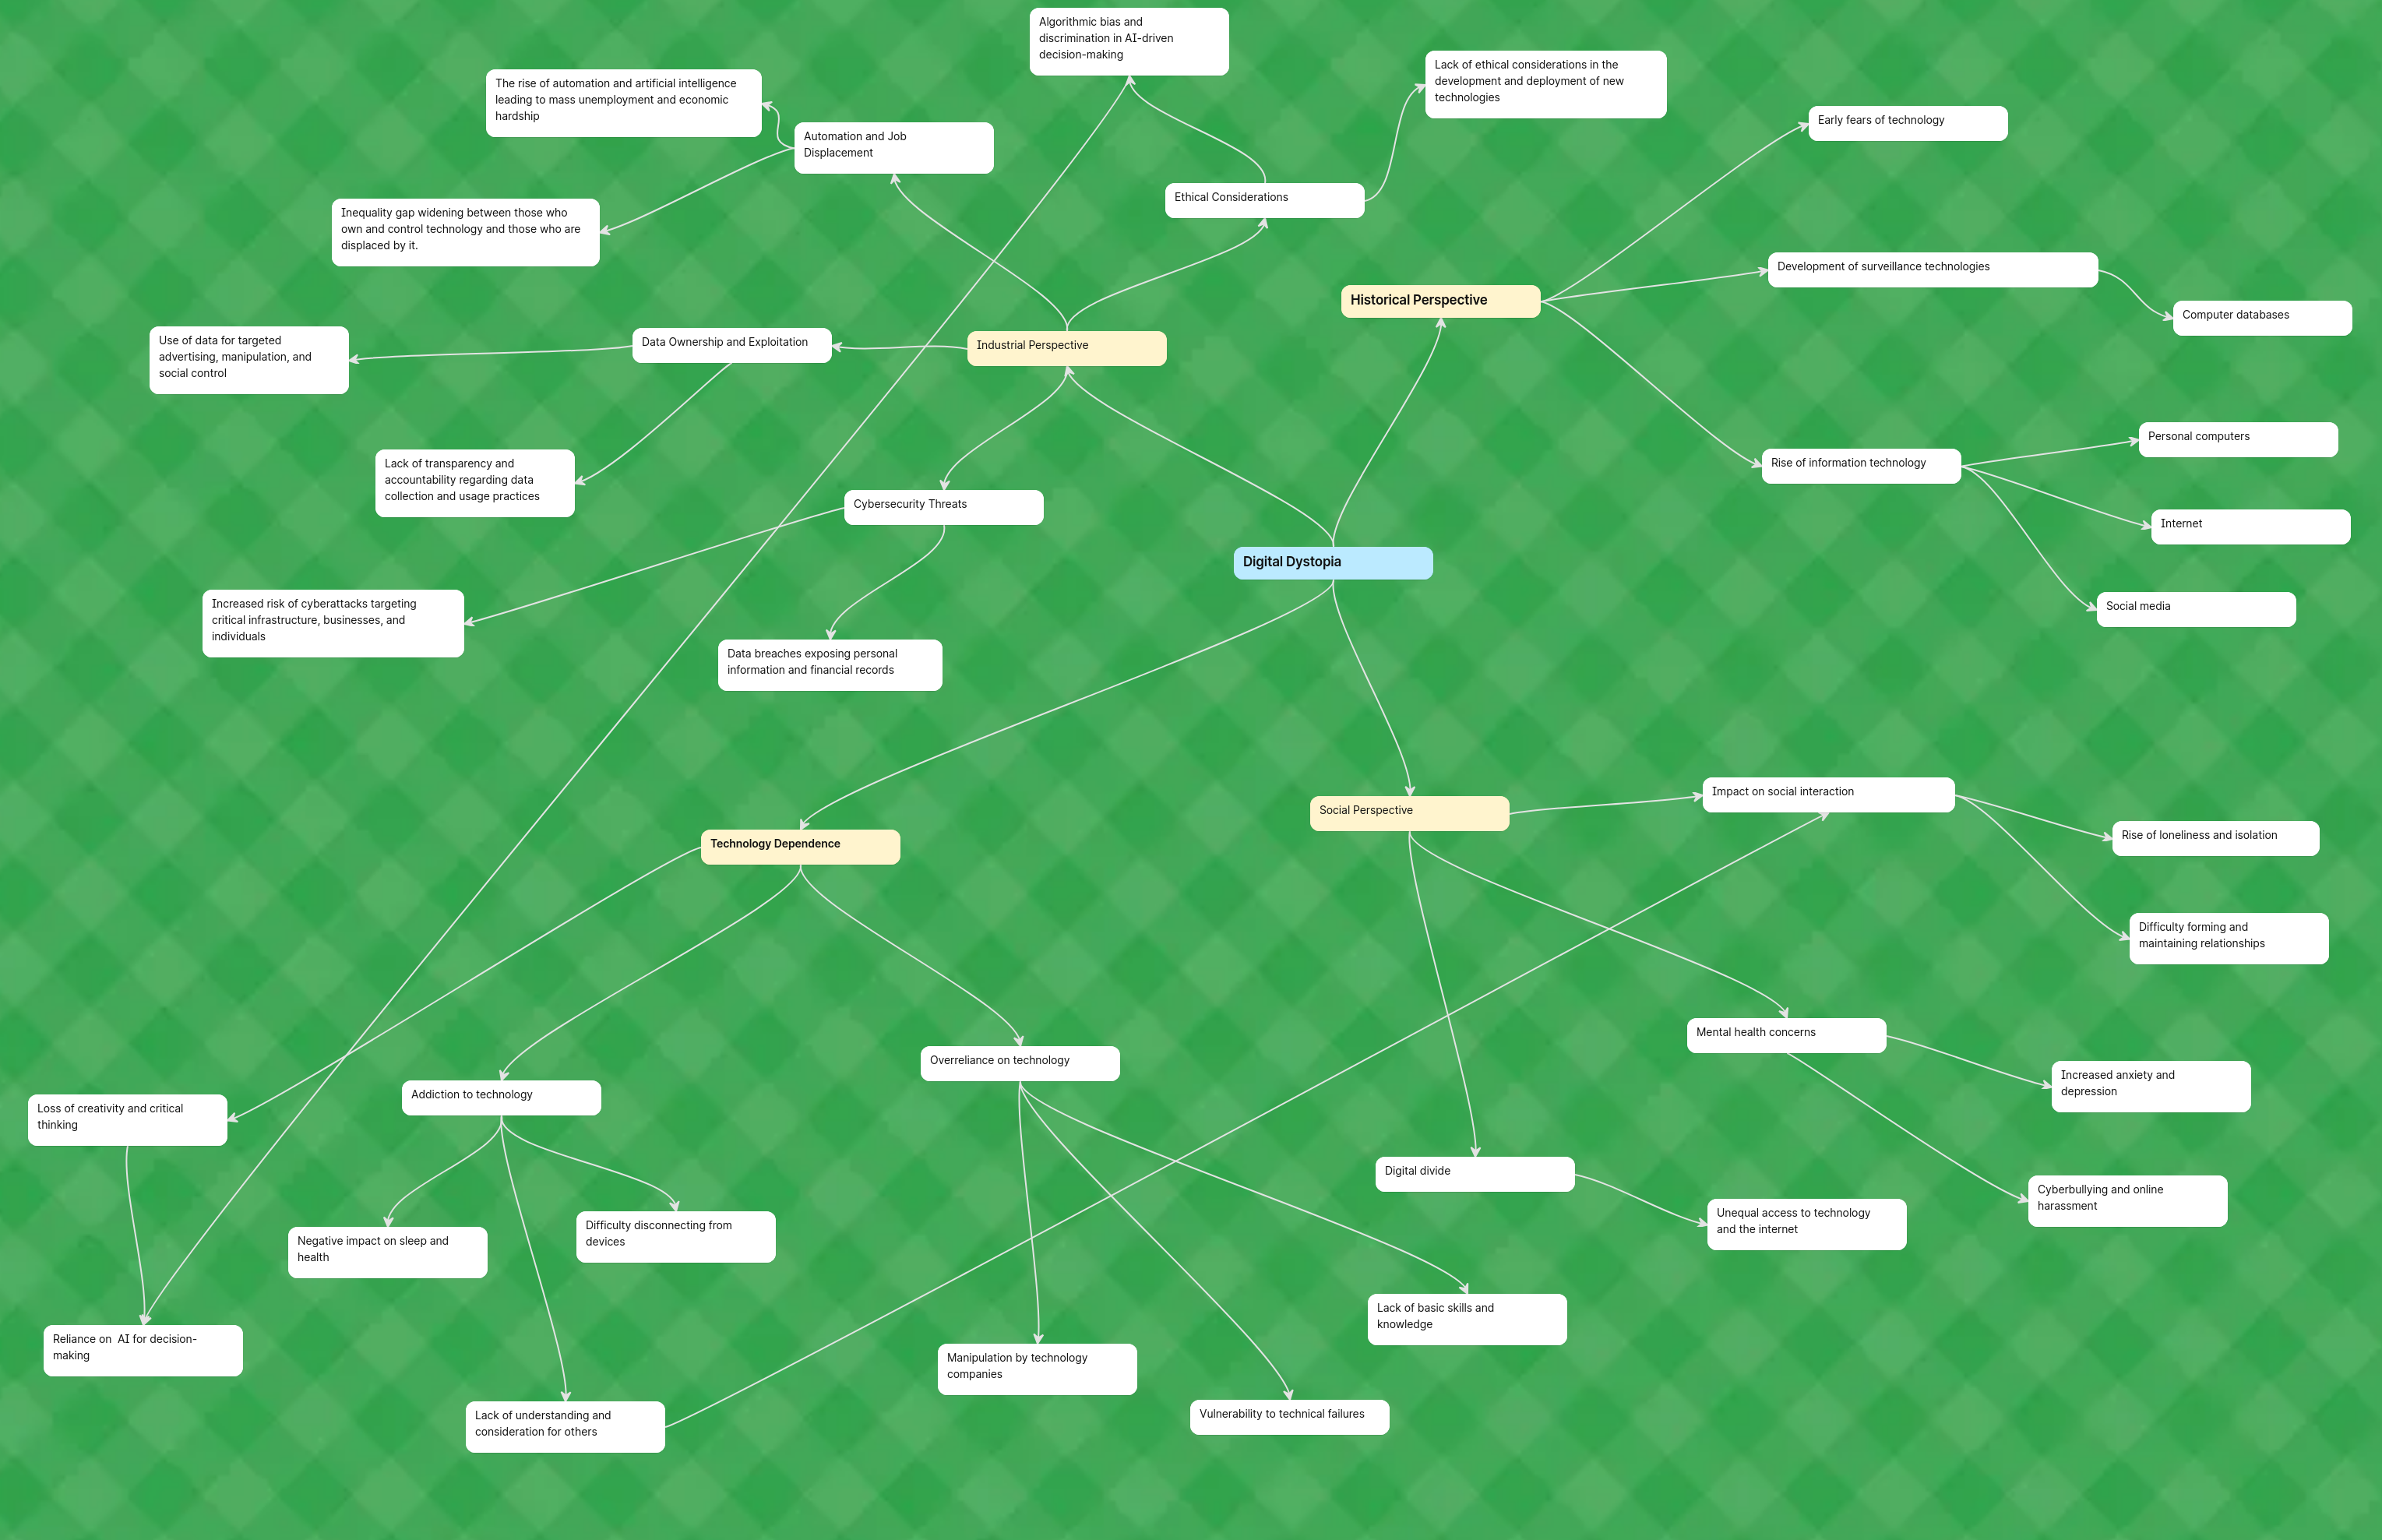 Algorithmic bias and
discrimination in AI-driven
decision-making
Lack of ethical considerations in the
development and deployment of new
technologies
The rise of automation and artificial intelligence
leading to mass unemployment and economic
hardship
Early fears of technology
Automation and Job
Displacement
Ethical Considerations
Inequality gap widening between those who
own and control technology and those who are
displaced by it.
Development of surveillance technologies
Historical Perspective
Computer databases
Use of data for targeted
advertising, manipulation, and
social control
Data Ownership and Exploitation
Industrial Perspective
Personal computers
Lack of transparency and
accountability regarding data
collection and usage practices
Rise of information technology
Cybersecurity Threats
Internet
Digital Dystopia
Increased risk of cyberattacks targeting
critical infrastructure, businesses, and
individuals
Social media
Data breaches exposing personal
information and financial records
Impact on social interaction
Social Perspective
Rise of loneliness and isolation
Technology Dependence
Difficulty forming and
maintaining relationships
Mental health concerns
Overreliance on technology
Increased anxiety and
depression
Addiction to technology
Loss of creativity and critical
thinking
Digital divide
Cyberbullying and online
harassment
Unequal access to technology
and the internet
Difficulty disconnecting from
devices
Negative impact on sleep and
health
Lack of basic skills and
knowledge
Reliance on  AI for decision-
making
Manipulation by technology
companies
Vulnerability to technical failures
Lack of understanding and
consideration for others